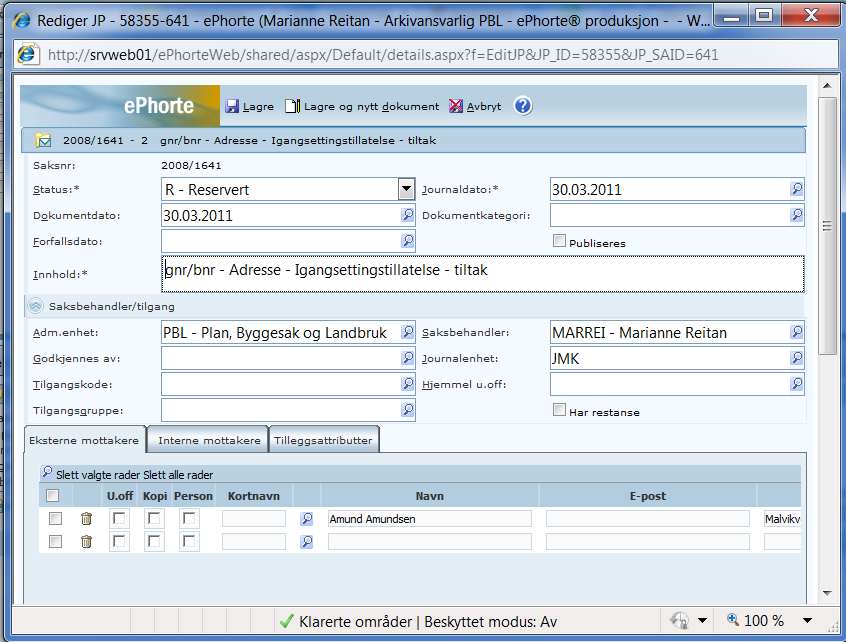 Rediger JP - 58355-641 - ePhorte (Marianne Reitan - Arkivansvarlig PBL - ePhorte® produksjon - - W...
http://srvweb01/ePhorteWeb/shared/aspx/Default/details.aspx?f=EditJP&JP_ID=58355&JP_SAID=641
ePhorte Lagre Lagre og nytt dokument Avbryt ?
2008/1641 - 2 gnr/bnr - Adresse - Igangsettingstillatelse - tiltak
Saksnr: 2008/1641
Status:* R - Reservert Journaldato:* 30.03.2011
Dokumentdato: 30.03.2011 Dokumentkategori:
Forfallsdato: Publiseres
Innhold:* gnr/bnr - Adresse - Igangsettingstillatelse - tiltak
Saksbehandler/tilgang
Adm.enhet: PBL - Plan, Byggesak og Landbruk Saksbehandler: MARREI - Marianne Reitan
Godkjennes av: Journalenhet: JMK
Tilgangskode: Hjemmel u.off:
Tilgangsgruppe: Har restanse
Eksterne mottakere Interne mottakere Tilleggsattributter
Slett valgte rader Slett alle rader
U.off Kopi Person Kortnavn Navn E-post
Amund Amundsen Malvikv
Klarerte områder | Beskyttet modus: Av 100 %